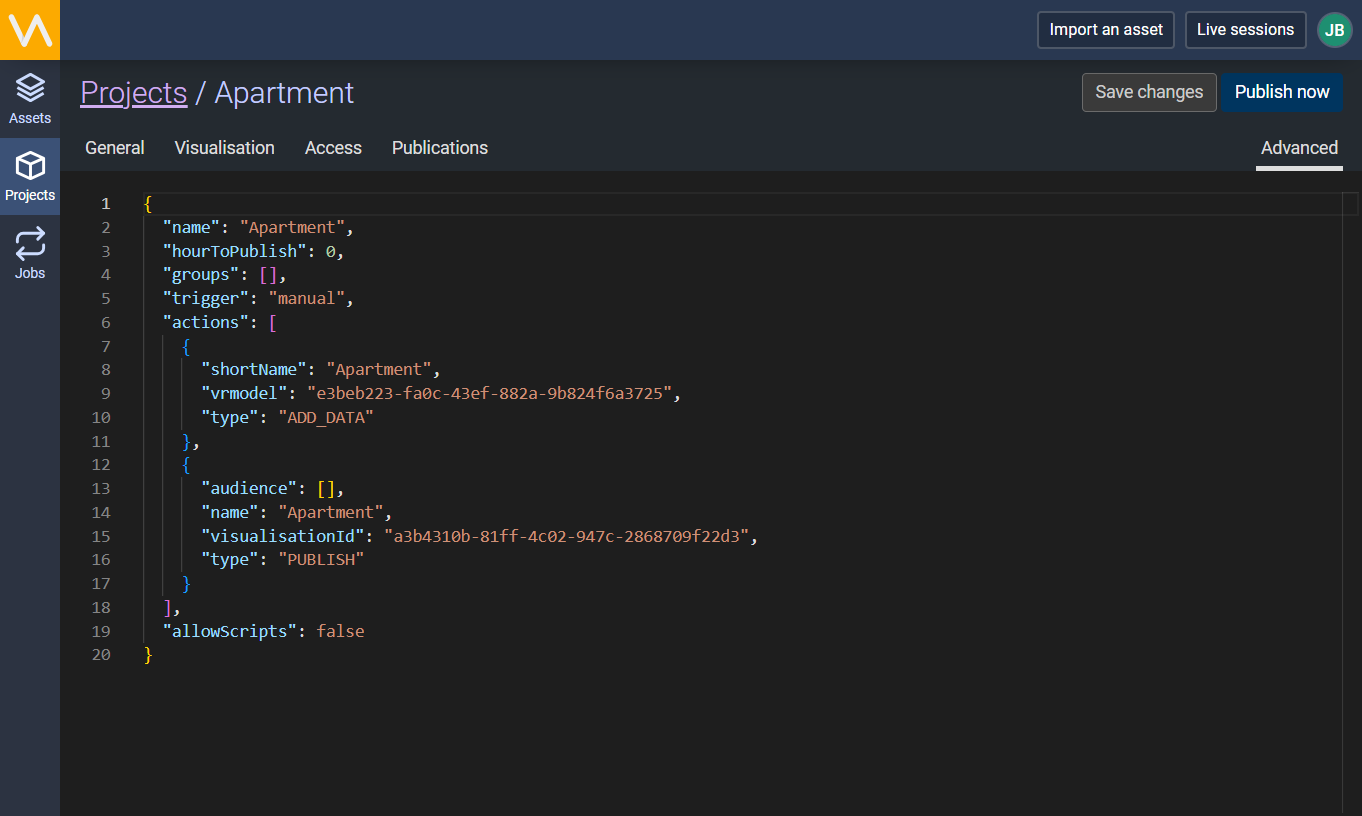 Import an asset Live sessions JB
Projects / Apartment
Save changes Publish now
Assets
General Visualisation Access Publications Advanced
Projects
Jobs
1 {
2 "name": "Apartment",
3 "hourToPublish": 0,
4 "groups": [],
5 "trigger": "manual",
6 "actions": [
7 {
8 "shortName": "Apartment",
9 "vrmodel": "e3beb223-fa0c-43ef-882a-9b824f6a3725",
10 "type": "ADD_DATA"
11 },
12 {
13 "audience": [],
14 "name": "Apartment",
15 "visualisationId": "a3b4310b-81ff-4c02-947c-2868709f22d3",
16 "type": "PUBLISH"
17 }
18 ],
19 "allowScripts": false
20 }